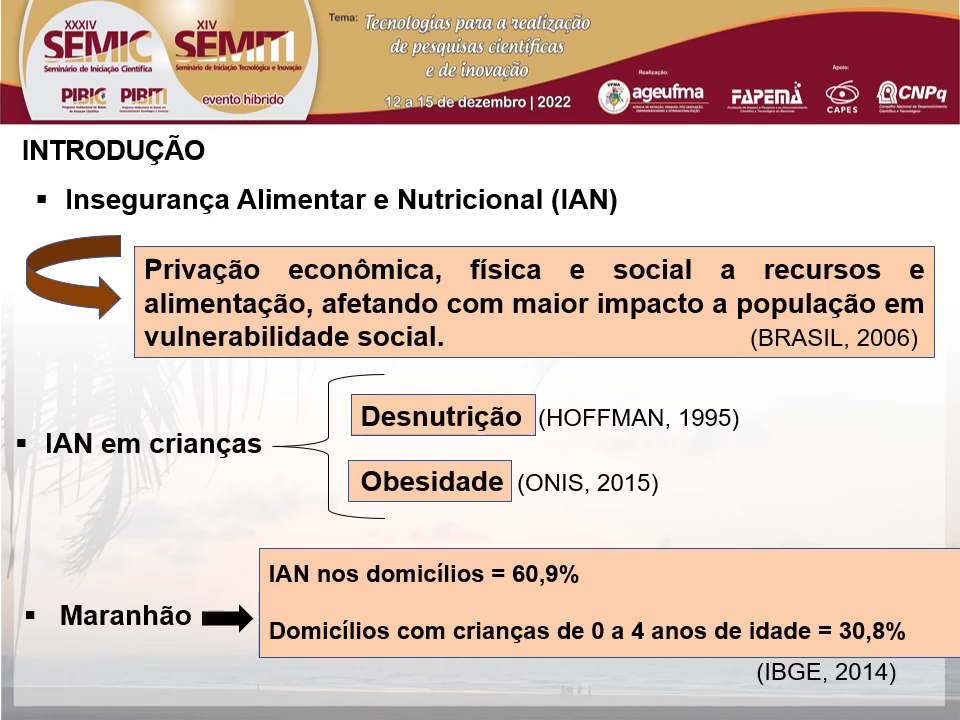 XXXIV
SEMIC
Seminário de Iniciação Científica
PIBIC
XIV
SEMITI
Seminário de Iniciação Tecnológica e Inovação
PIBITI
evento híbrido
Tema:
Tecnologias para a realização
de pesquisas científicas
e de inovação
12 a 15 de dezembro | 2022
Realização:
ageufma
Apoio:
FAPEMA
CAPES
CNPq
INTRODUÇÃO
▪ Insegurança Alimentar e Nutricional (IAN)
Privação econômica, física e social a recursos e
alimentação, afetando com maior impacto a população em
vulnerabilidade social. (BRASIL, 2006)
▪ IAN em crianças
Desnutrição (HOFFMAN, 1995)
Obesidade (ONIS, 2015)
▪ Maranhão
IAN nos domicílios = 60,9%
Domicílios com crianças de 0 a 4 anos de idade = 30,8%
(IBGE, 2014)